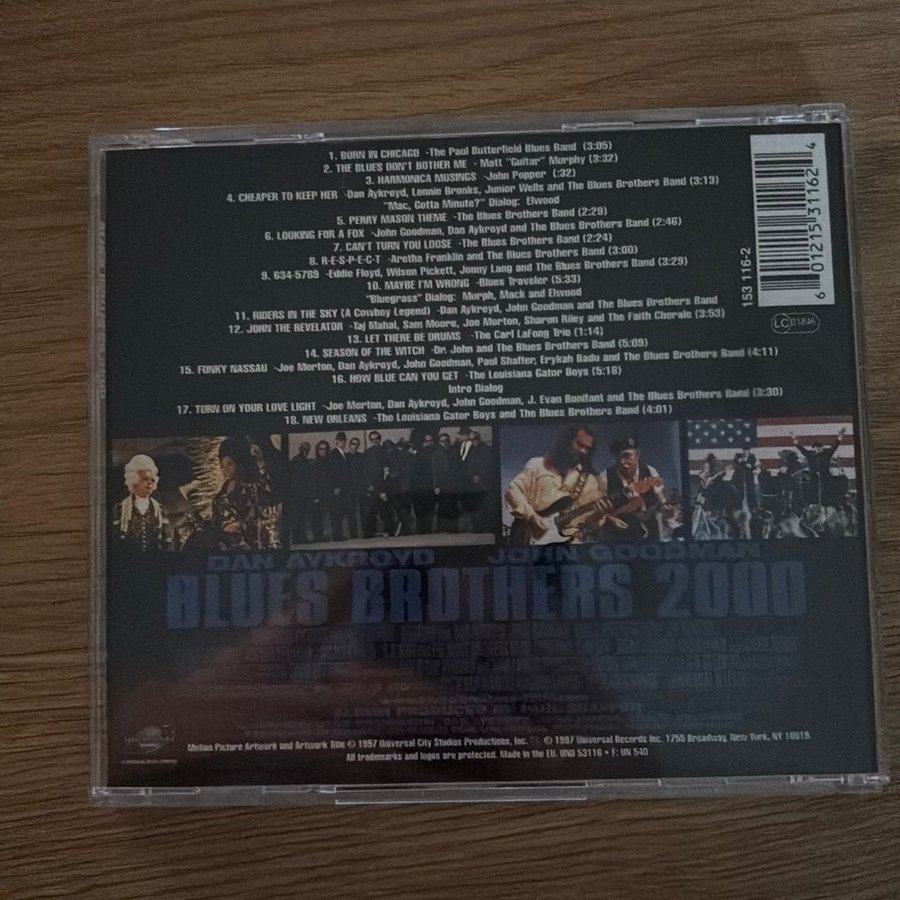 1. BORN IN CHICAGO -The Paul Butterfield Blues Band (3:05)
2. THE BLUES DON'T BOTHER ME - Matt "Guitar" Murphy (3:32)
3. HARMONICA MUSINGS -John Popper (:32)
4. CHEAPER TO KEEP HER -Dan Aykroyd, Lonnie Brooks, Junior Wells and The Blues Brothers Band (3:13)
"Mac, Gotta Minute?" Dialog: Elwood
5. PERRY MASON THEME -The Blues Brothers Band (2:29)
6. LOOKING FOR A FOX -John Goodman, Dan Aykroyd and The Blues Brothers Band (2:46)
7. CAN'T TURN YOU LOOSE -The Blues Brothers Band (2:24)
8. R-E-S-P-E-C-T -Aretha Franklin and The Blues Brothers Band (3:00)
9. 634-5789 -Eddie Floyd, Wilson Pickett, Jonny Lang and The Blues Brothers Band (3:29)
10. MAYBE I'M WRONG -Blues Traveler (5:33)
"Bluegrass" Dialog: Murph, Mack and Elwood
11. RIDERS IN THE SKY (A Cowboy Legend) -Dan Aykroyd, John Goodman and The Blues Brothers Band
12. JOHN THE REVELATOR -Taj Mahal, Sam Moore, Joe Morton, Sharon Riley and The Faith Chorale (3:53)
13. LET THERE BE DRUMS -The Carl LaFong Trio (1:14)
14. SEASON OF THE WITCH -Dr. John and The Blues Brothers Band (5:09)
15. FUNKY NASSAU -Joe Morton, Dan Aykroyd, John Goodman, Paul Shaffer, Erykah Badu and The Blues Brothers Band (4:11)
16. HOW BLUE CAN YOU GET -The Louisiana Gator Boys (5:18)
Intro Dialog
17. TURN ON YOUR LOVE LIGHT -Joe Morton, Dan Aykroyd, John Goodman, J. Evan Bonifant and The Blues Brothers Band (3:30)
18. NEW ORLEANS -The Louisiana Gator Boys and The Blues Brothers Band (4:01)
153 116-2
6 01215 31162 4
LC 01846
DAN AYKROYD JOHN GOODMAN
BLUES BROTHERS 2000
ALBUM PRODUCED BY PAUL SHAFFER
Motion Picture Artwork and Artwork Title © 1997 Universal City Studios Productions, Inc. ℗ © 1997 Universal Records Inc. 1755 Broadway, New York, NY 10019.
All trademarks and logos are protected. Made in the EU. UND 53116 • F: UN 540